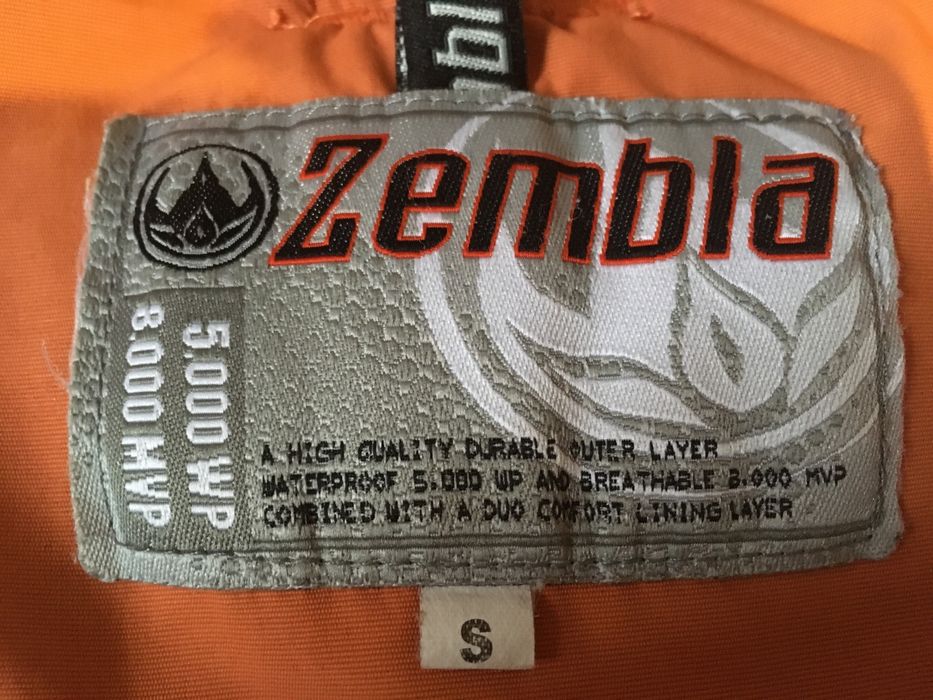 Zembla
5.000 WP
8.000 MVP
A HIGH QUALITY DURABLE OUTER LAYER
WATERPROOF 5.000 WP AND BREATHABLE 8.000 MVP
COMBINED WITH A DUO COMFORT LINING LAYER
S